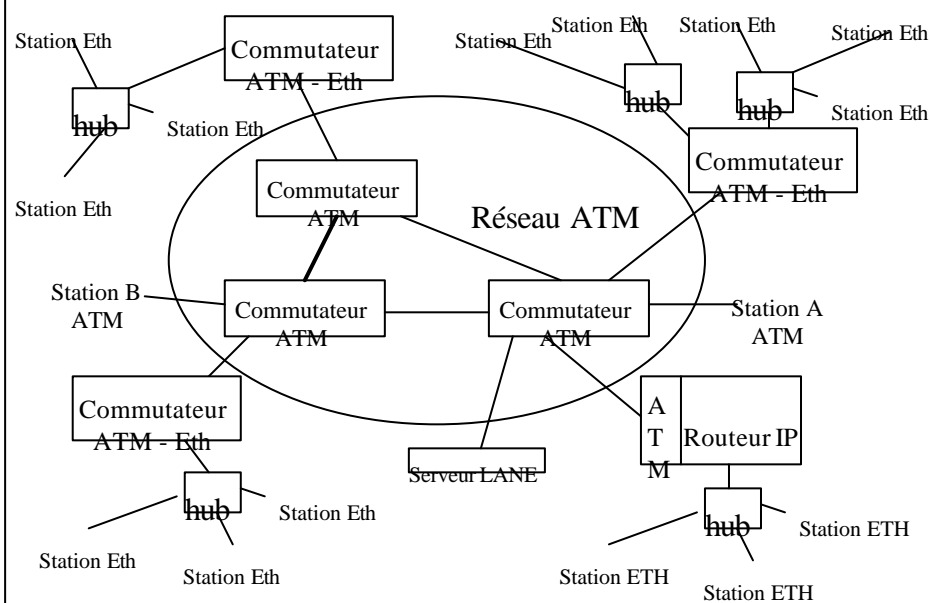 Station Eth
Commutateur
ATM - Eth
hub
Station Eth
Station Eth
Station Eth
Station Eth
Station Eth
Station Eth
hub
hub
Station Eth
Commutateur
ATM - Eth
Commutateur
ATM
Réseau ATM
Station B
ATM
Commutateur
ATM
Commutateur
ATM
Station A
ATM
Commutateur
ATM - Eth
hub
Station Eth
Station Eth
Station Eth
Serveur LANE
A
T
M
Routeur IP
hub
Station ETH
Station ETH
Station ETH